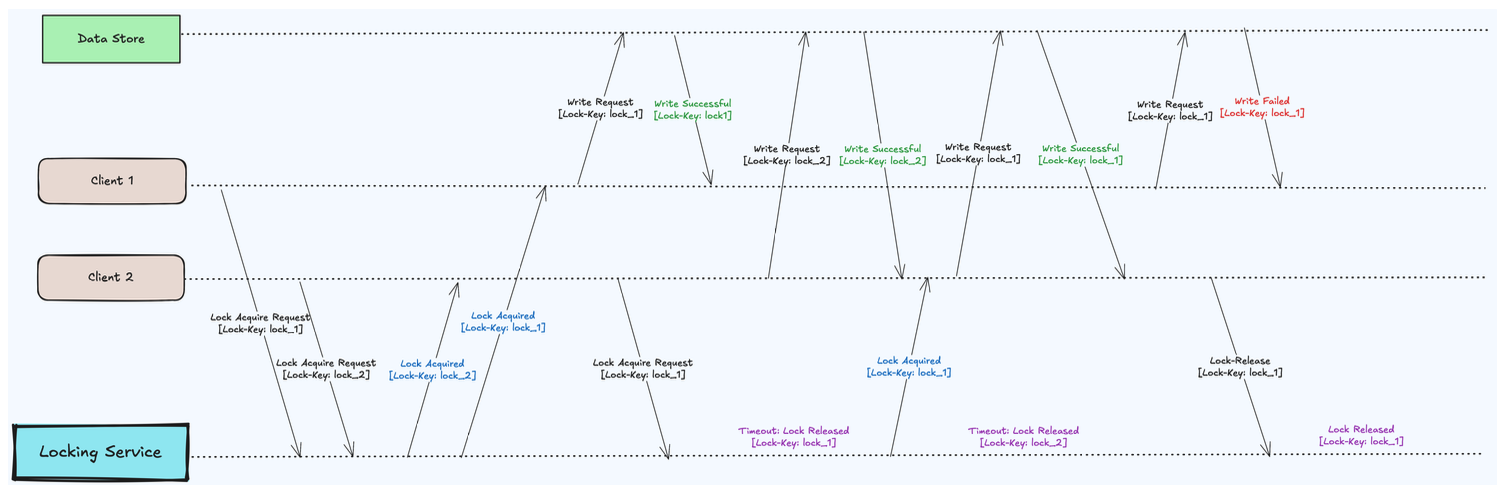 Data Store
Write Request
[Lock-Key: lock_1]
Write Successful
[Lock-Key: lock1]
Write Request
[Lock-Key: lock_2]
Write Successful
[Lock-Key: lock_2]
Write Request
[Lock-Key: lock_1]
Write Successful
[Lock-Key: lock_1]
Write Request
[Lock-Key: lock_1]
Write Failed
[Lock-Key: lock_1]
Client 1
Client 2
Lock Acquire Request
[Lock-Key: lock_1]
Lock Acquire Request
[Lock-Key: lock_2]
Lock Acquired
[Lock-Key: lock_2]
Lock Acquired
[Lock-Key: lock_1]
Lock Acquire Request
[Lock-Key: lock_1]
Lock Acquired
[Lock-Key: lock_1]
Lock-Release
[Lock-Key: lock_1]
Locking Service
Timeout: Lock Released
[Lock-Key: lock_1]
Timeout: Lock Released
[Lock-Key: lock_2]
Lock Released
[Lock-Key: lock_1]